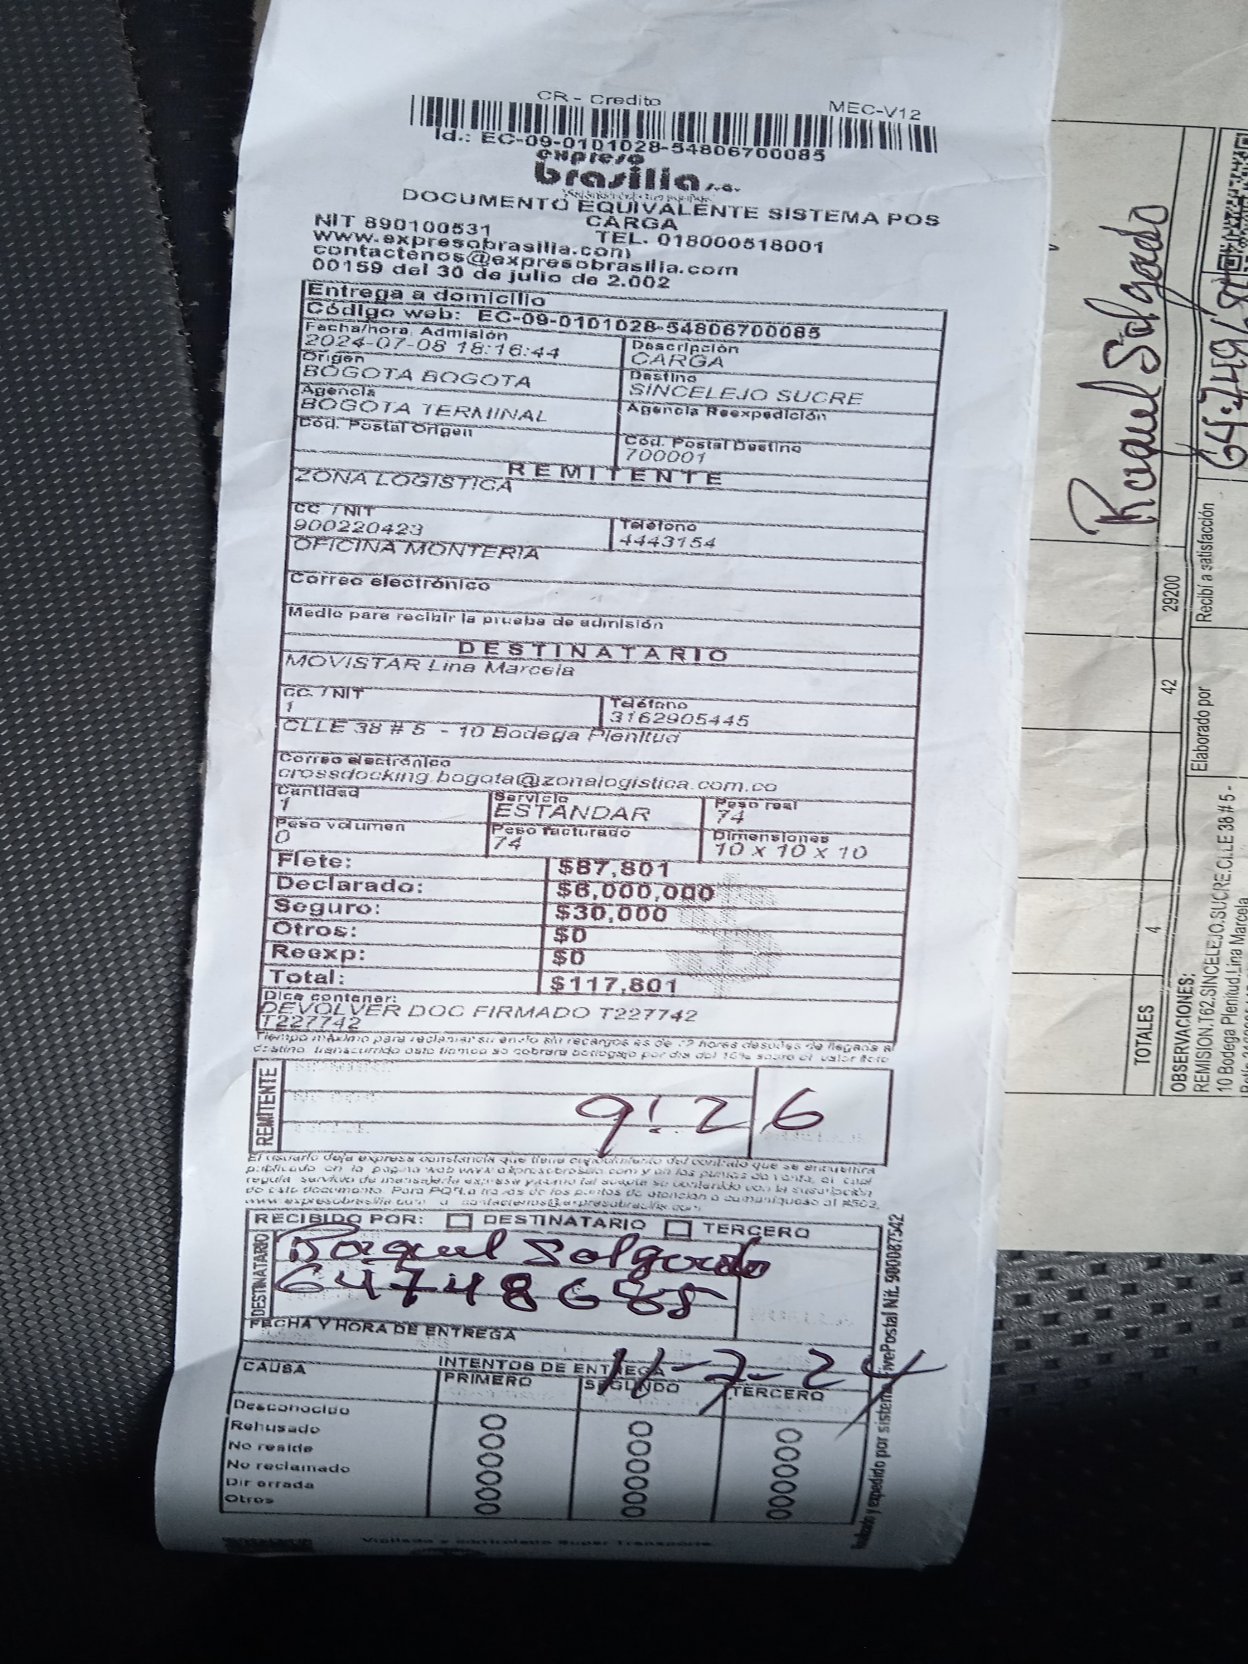 CR - Credito
MEC-V12
Id.: EC-09-0101028-54806700085
expreso
brasilia s.a.
DOCUMENTO EQUIVALENTE SISTEMA POS
CARGA
NIT 890100531
TEL. 018000518001
www.expresobrasilia.com
contactenos@expresobrasilia.com
00159 del 30 de julio de 2.002
Entrega a domicilio
Código web: EC-09-0101028-54806700085
Fecha/hora Admisión
2024-07-08 18:16:44
Descripción
CARGA
Origen
BOGOTA BOGOTA
Destino
SINCELEJO SUCRE
Agencia
BOGOTA TERMINAL
Agencia Reexpedición
Cód. Postal Origen
Cód. Postal Destino
700001
REMITENTE
ZONA LOGISTICA
CC / NIT
900220423
Teléfono
4443154
OFICINA MONTERIA
Correo electrónico
Medio para recibir la prueba de admisión
DESTINATARIO
MOVISTAR Lina Marcela
CC / NIT
1
Teléfono
3162905445
CLLE 38 # 5 - 10 Bodega Plenitud
Correo electrónico
crossdocking.bogota@zonalogistica.com.co
Cantidad
1
Servicio
ESTANDAR
Peso real
74
Peso volumen
0
Peso facturado
74
Dimensiones
10 x 10 x 10
Flete: $87,801
Declarado: $6,000,000
Seguro: $30,000
Otros: $0
Reexp: $0
Total: $117,801
Dice contener:
DEVOLVER DOC FIRMADO T227742
T227742
REMITENTE
9:26
RECIBIDO POR: DESTINATARIO TERCERO
DESTINATARIO
Raquel Salgado
64748685
FECHA Y HORA DE ENTREGA
11-7-24
CAUSA
INTENTOS DE ENTREGA
PRIMERO SEGUNDO TERCERO
Desconocido
Rehusado
No reside
No reclamado
Dir errada
Otros
Postal Nit. 900087542
Raquel Salgado
TOTALES 4 42 29200
OBSERVACIONES:
Elaborado por
Recibí a satisfacción
REMISION.T62.SINCELEJO.SUCRE.CLLE 38 # 5 -
10 Bodega Plenitud.Lina Marcela